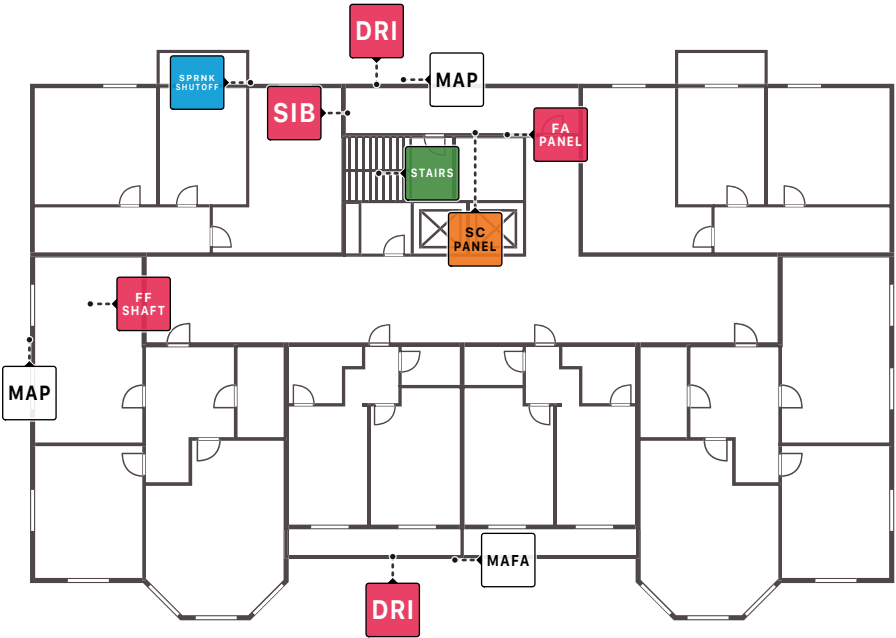 DRI
MAP
SPRNK
SHUTOFF
SIB
FA
PANEL
STAIRS
SC
PANEL
FF
SHAFT
MAP
MAFA
DRI